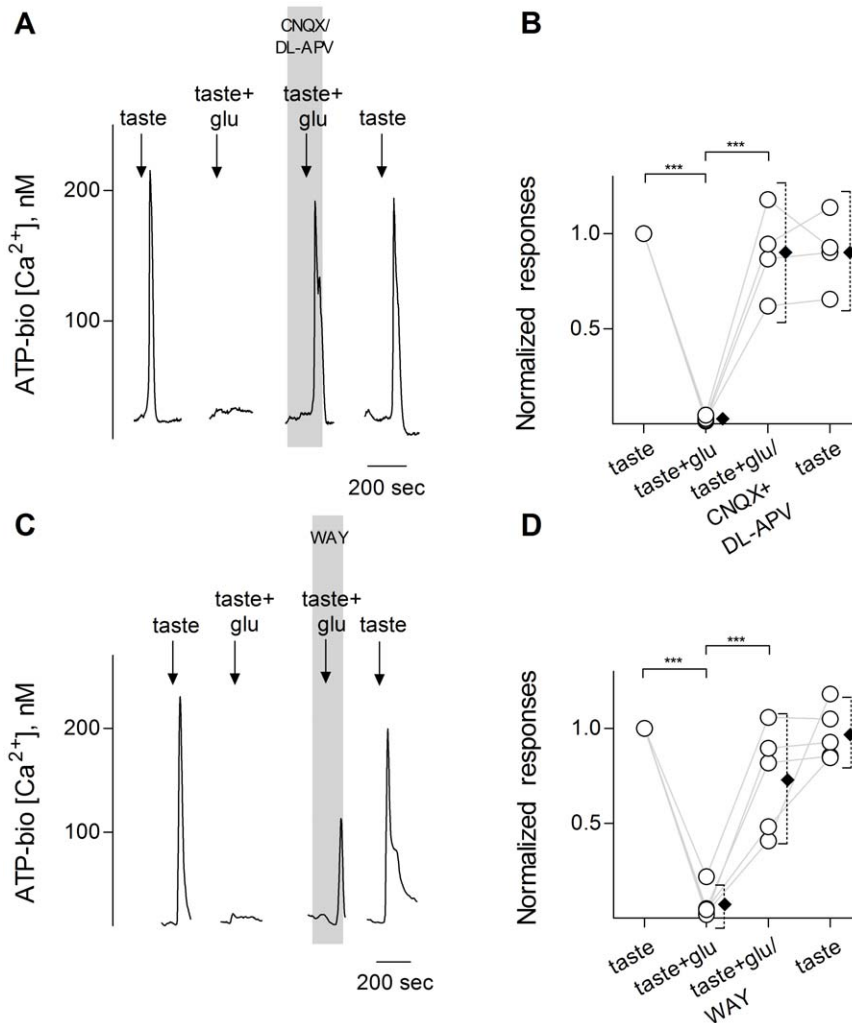 A
CNQX/
DL-APV
taste
taste+
glu
taste+
glu
taste
ATP-bio [Ca²⁺], nM
200
100
200 sec
B
***
***
Normalized responses
1.0
0.5
taste
taste+glu
taste+glu/
CNQX+
DL-APV
taste
C
WAY
taste
taste+
glu
taste+
glu
taste
ATP-bio [Ca²⁺], nM
200
100
200 sec
D
***
***
Normalized responses
1.0
0.5
taste
taste+glu
taste+glu/
WAY
taste